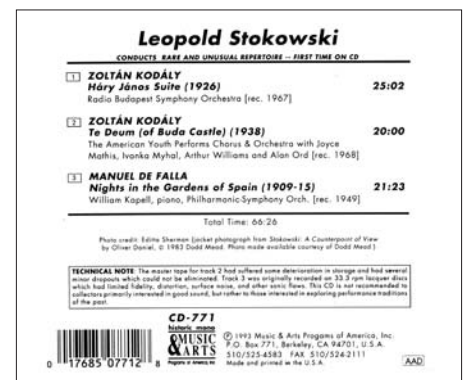 Leopold Stokowski
CONDUCTS RARE AND UNUSUAL REPERTOIRE — FIRST TIME ON CD
1 ZOLTÁN KODÁLY
Háry János Suite (1926) 25:02
Radio Budapest Symphony Orchestra [rec. 1967]
2 ZOLTÁN KODÁLY
Te Deum (of Buda Castle) (1938) 20:00
The American Youth Performs Chorus & Orchestra with Joyce
Mathis, Ivonka Myhal, Arthur Williams and Alan Ord [rec. 1968]
3 MANUEL DE FALLA
Nights in the Gardens of Spain (1909-15) 21:23
William Kapell, piano, Philharmonic-Symphony Orch. [rec. 1949]
Total Time: 66:26
Photo credit: Editta Sherman (jacket photograph from Stokowski: A Counterpoint of View
by Oliver Daniel, © 1983 Dodd Mead. Photo made available courtesy of Dodd Mead)
TECHNICAL NOTE: The master tape for track 2 had suffered some deterioration in storage and had several
minor dropouts which could not be eliminated. Track 3 was originally recorded on 33.3 rpm lacquer discs
which had limited fidelity, distortion, surface noise, and other sonic flaws. This CD is not recommended to
collectors primarily interested in good sound, but rather to those interested in exploring performance traditions
of the past.
CD-771
historic mono
MUSIC
& ARTS
Programs of America, Inc.
℗ 1993 Music & Arts Progams of America, Inc.
P.O. Box 771, Berkeley, CA 94701, U.S.A.
510/525-4583 FAX 510/524-2111
Made and printed in the U.S.A.
0 17685 07712 8
AAD